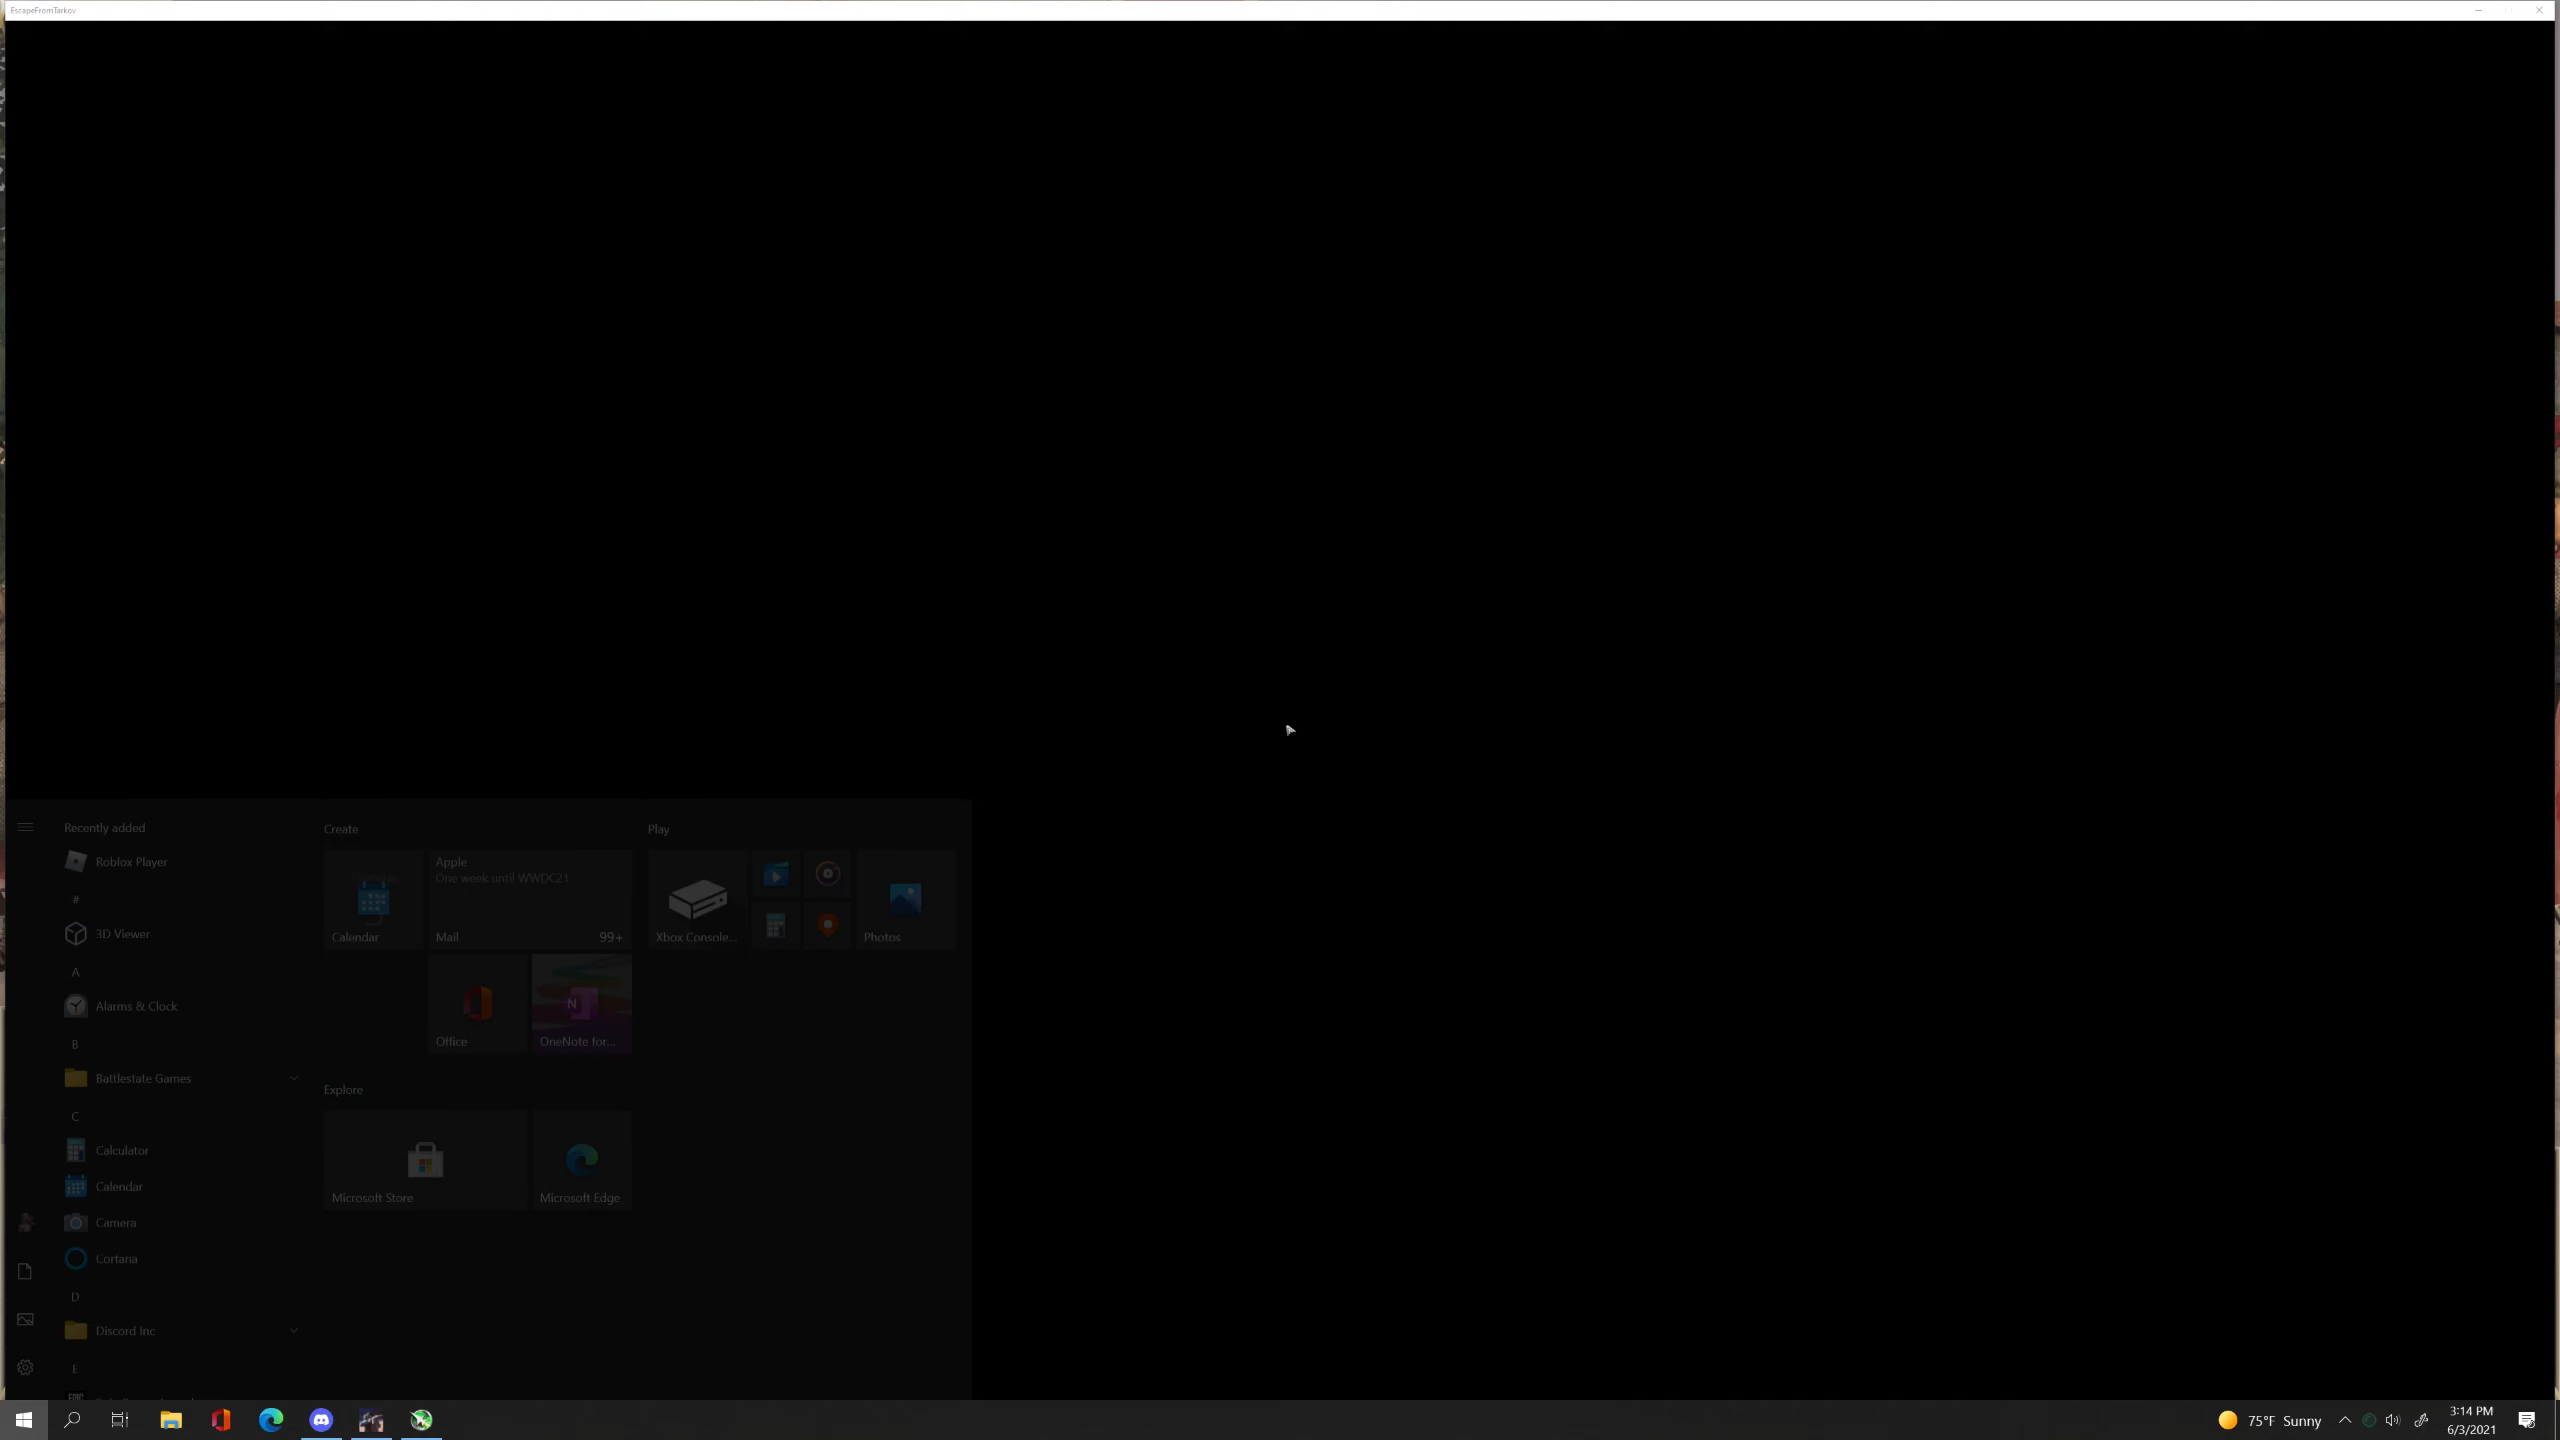 EscapeFromTarkov
Recently added
Roblox Player
#
3D Viewer
A
Alarms & Clock
B
Battlestate Games
C
Calculator
Calendar
Camera
Cortana
D
Discord Inc
E
Create
Calendar
Apple
One week until WWDC21
Mail
99+
Office
N
OneNote for...
Explore
Microsoft Store
Microsoft Edge
Play
Xbox Console...
Photos
75°F Sunny
3:14 PM
6/3/2021